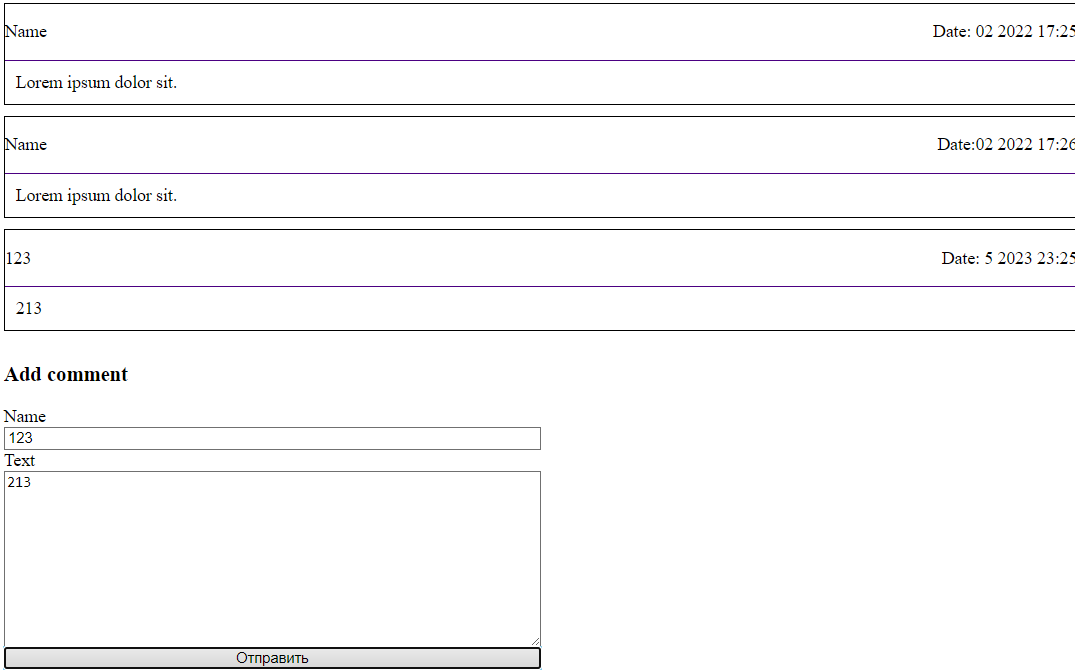 Name Date: 02 2022 17:25
Lorem ipsum dolor sit.
Name Date:02 2022 17:26
Lorem ipsum dolor sit.
123 Date: 5 2023 23:25
213
Add comment
Name
123
Text
213
Отправить